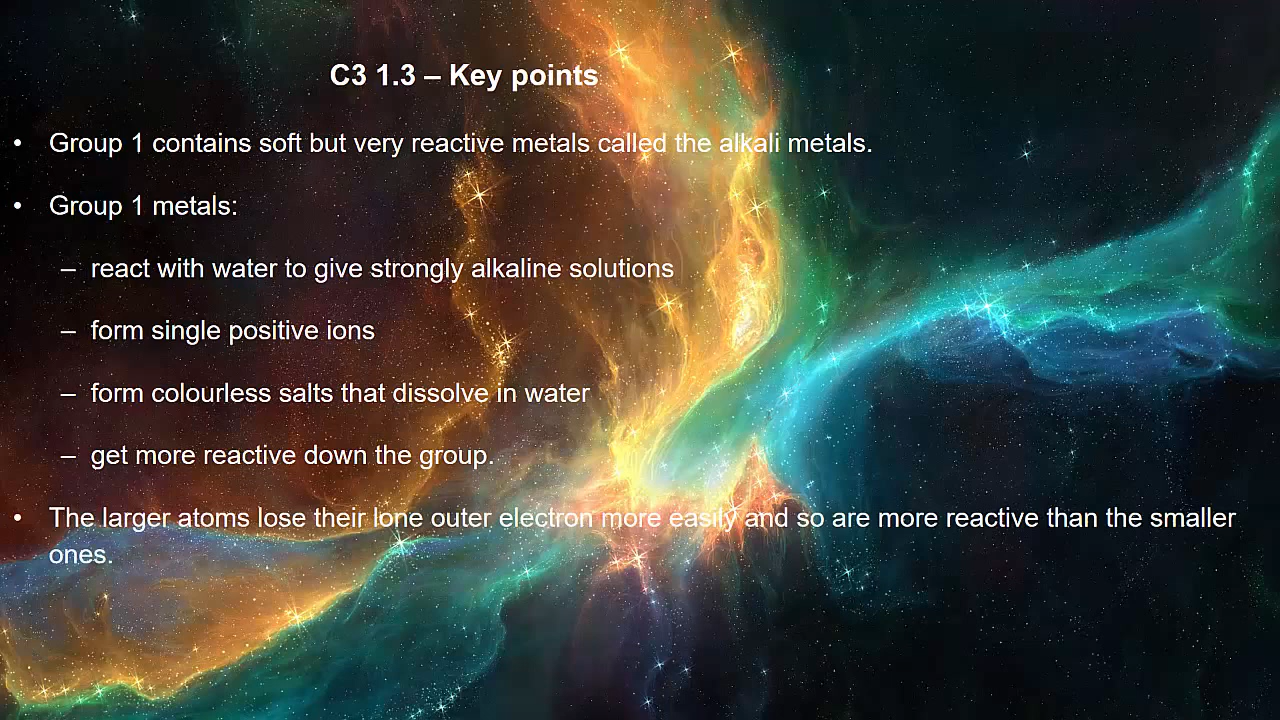 C3 1.3 – Key points
• Group 1 contains soft but very reactive metals called the alkali metals.
• Group 1 metals:
– react with water to give strongly alkaline solutions
– form single positive ions
– form colourless salts that dissolve in water
– get more reactive down the group.
• The larger atoms lose their lone outer electron more easily and so are more reactive than the smaller
ones.